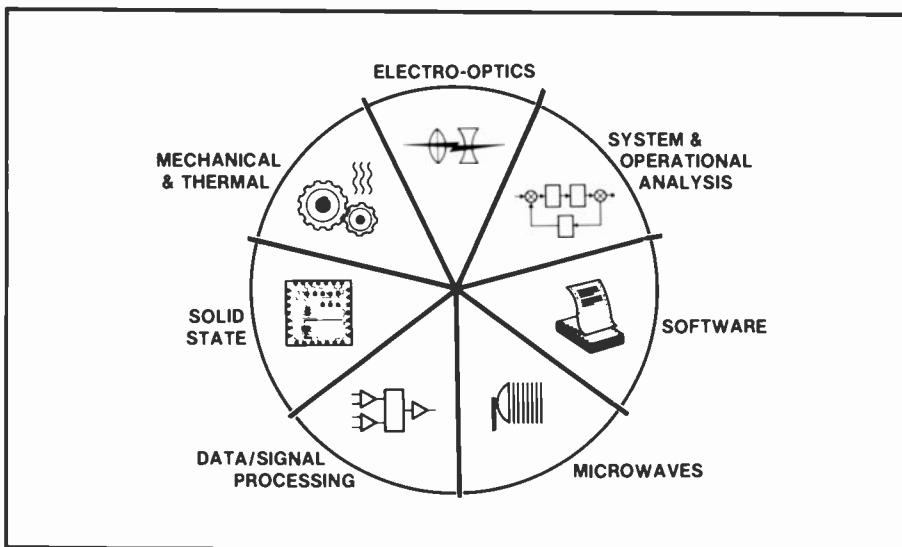 ELECTRO-OPTICS
SYSTEM &
OPERATIONAL
ANALYSIS
MECHANICAL
& THERMAL
SOLID
STATE
SOFTWARE
DATA/SIGNAL
PROCESSING
MICROWAVES